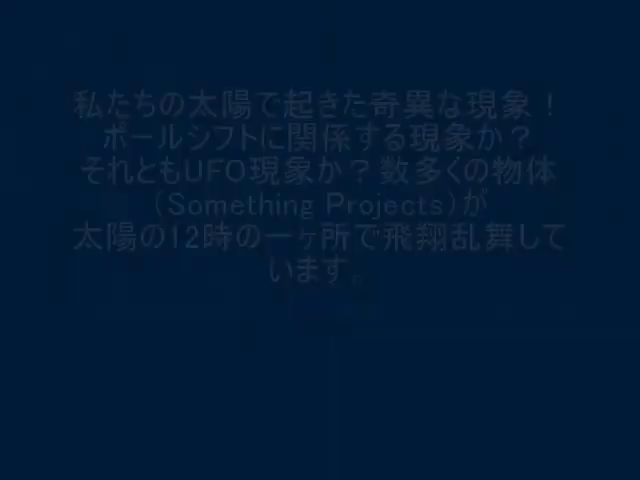 私たちの太陽で起きた奇異な現象！
ポールシフトに関係する現象か？
それともUFO現象か？数多くの物体
（Something Projects）が
太陽の12時の一ヶ所で飛翔乱舞して
います。